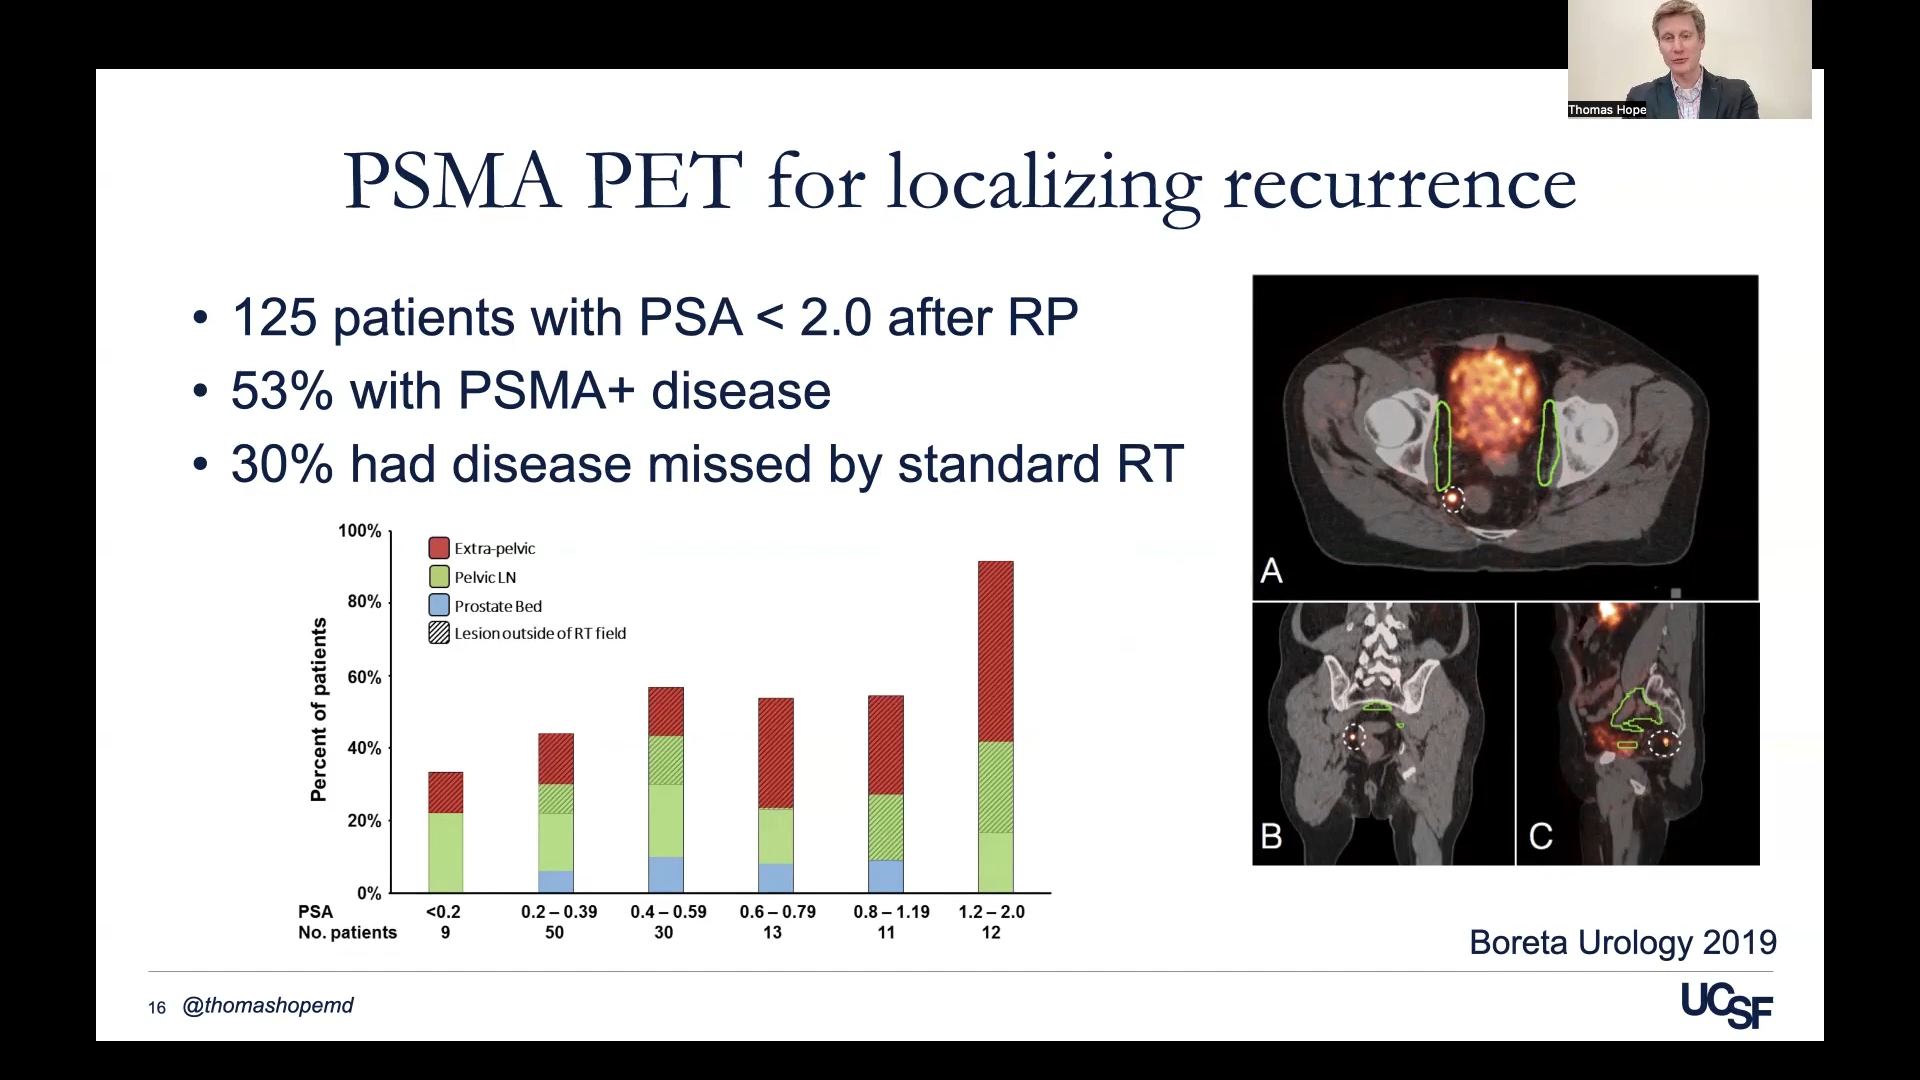 Thomas Hope
PSMA PET for localizing recurrence
• 125 patients with PSA < 2.0 after RP
• 53% with PSMA+ disease
• 30% had disease missed by standard RT
Percent of patients
100%
80%
60%
40%
20%
0%
Extra-pelvic
Pelvic LN
Prostate Bed
Lesion outside of RT field
PSA <0.2 0.2 – 0.39 0.4 – 0.59 0.6 – 0.79 0.8 – 1.19 1.2 – 2.0
No. patients 9 50 30 13 11 12
A
B
C
Boreta Urology 2019
16 @thomashopemd
UCSF